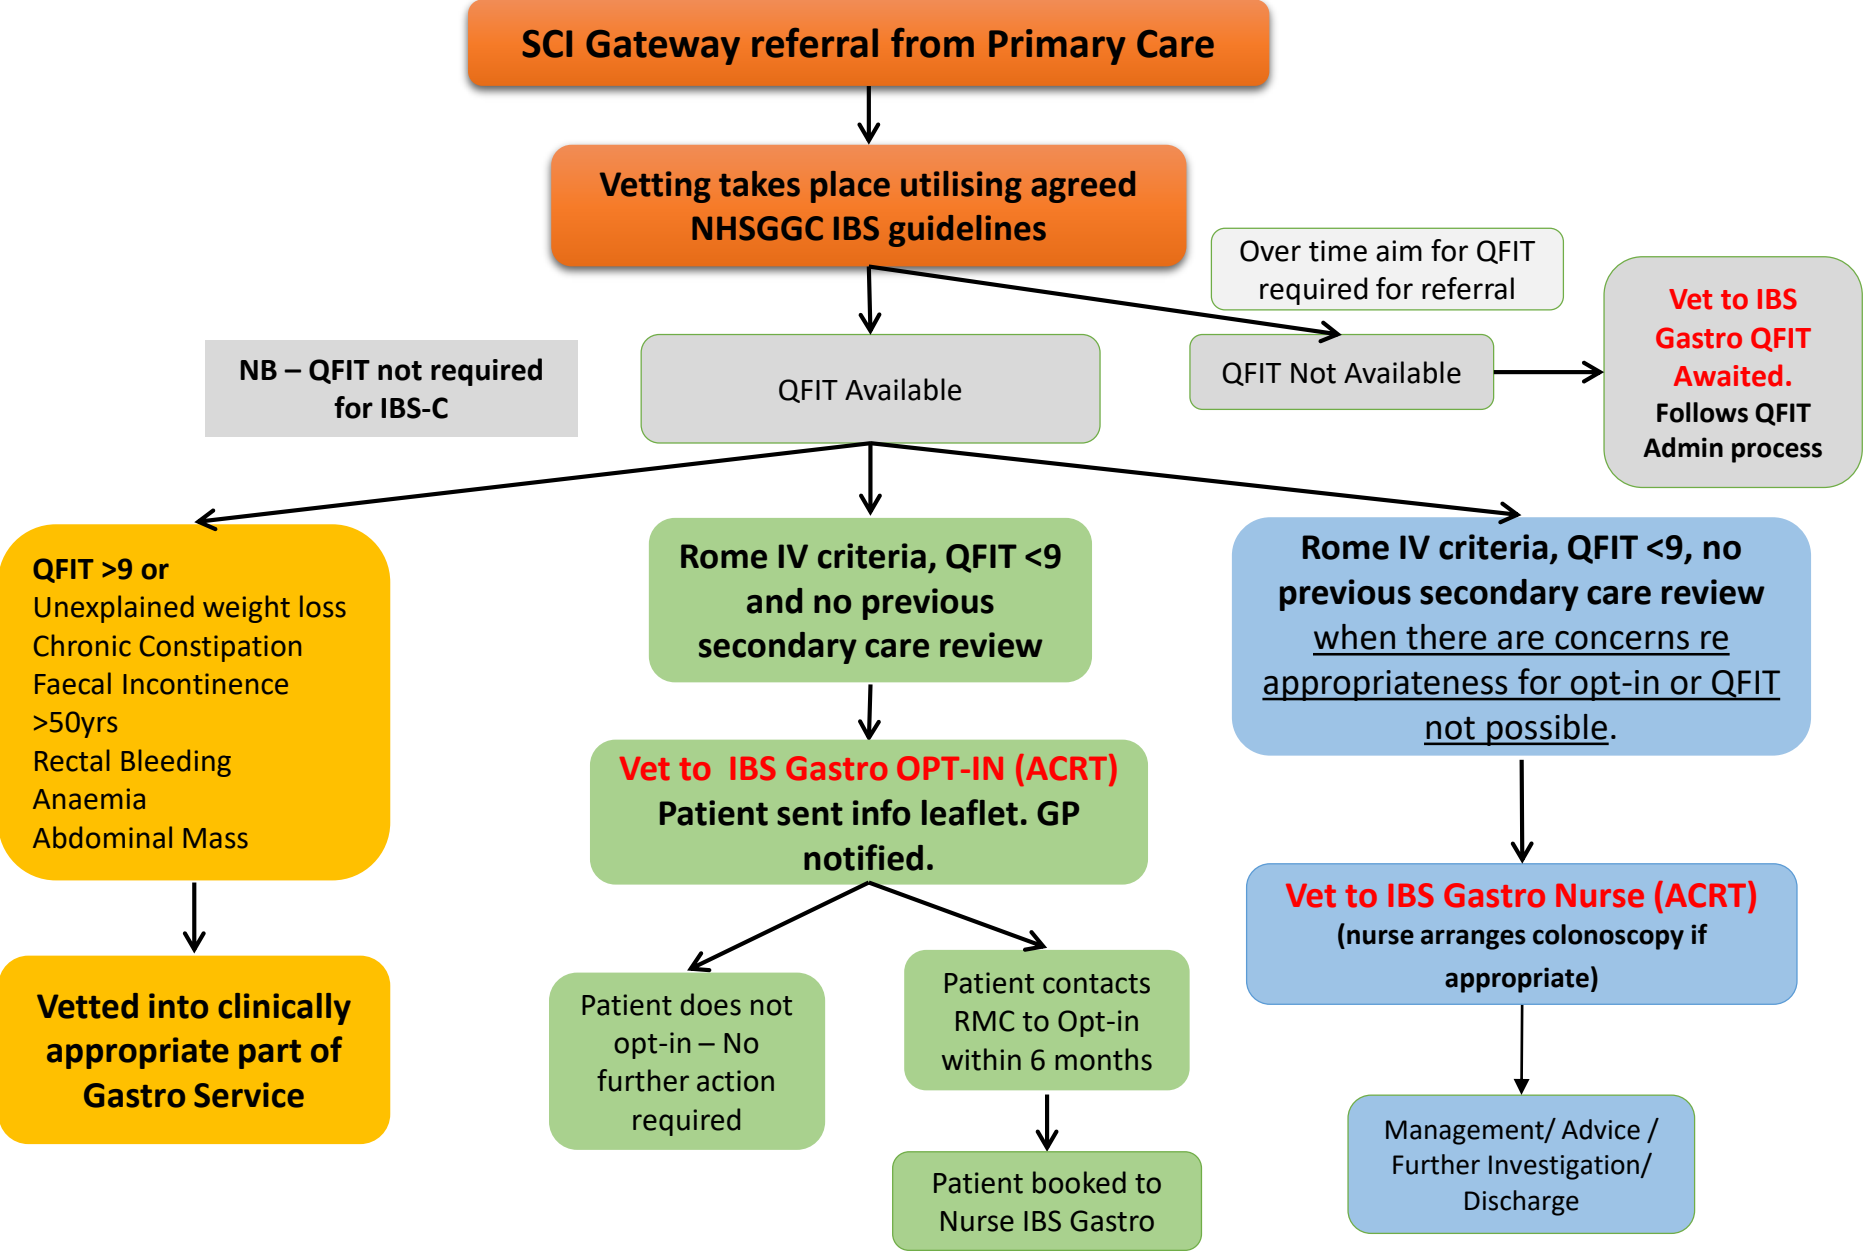 SCI Gateway referral from Primary Care
Vetting takes place utilising agreed
NHSGGC IBS guidelines
Over time aim for QFIT
required for referral
Vet to IBS
Gastro QFIT
Awaited.
Follows QFIT
Admin process
NB – QFIT not required
for IBS-C
QFIT Available
QFIT Not Available
QFIT >9 or
Unexplained weight loss
Chronic Constipation
Faecal Incontinence
>50yrs
Rectal Bleeding
Anaemia
Abdominal Mass
Rome IV criteria, QFIT <9
and no previous
secondary care review
Rome IV criteria, QFIT <9, no
previous secondary care review
when there are concerns re
appropriateness for opt-in or QFIT
not possible.
Vet to IBS Gastro OPT-IN (ACRT)
Patient sent info leaflet. GP
notified.
Vet to IBS Gastro Nurse (ACRT)
(nurse arranges colonoscopy if
appropriate)
Vetted into clinically
appropriate part of
Gastro Service
Patient does not
opt-in – No
further action
required
Patient contacts
RMC to Opt-in
within 6 months
Patient booked to
Nurse IBS Gastro
Management/ Advice /
Further Investigation/
Discharge